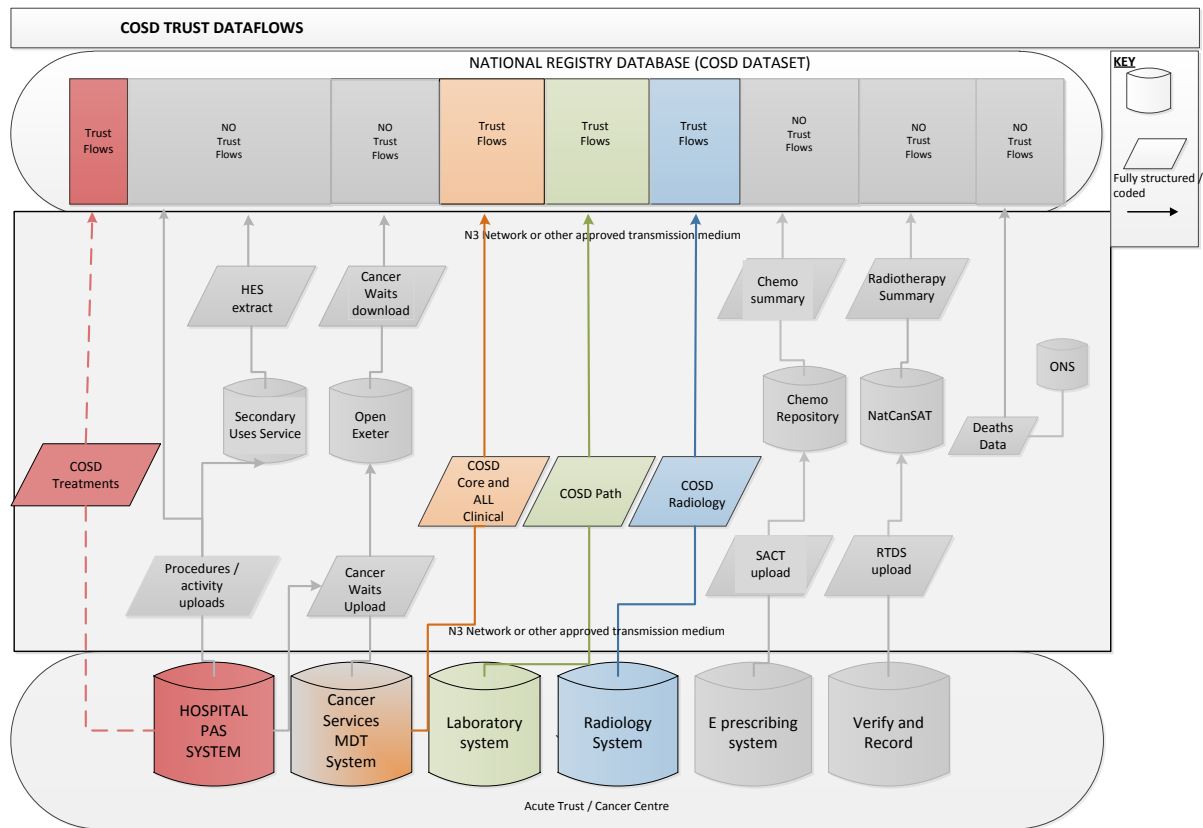 COSD TRUST DATAFLOWS
NATIONAL REGISTRY DATABASE (COSD DATASET)
KEY
Fully structured /
coded
Trust
Flows
NO
Trust
Flows
NO
Trust
Flows
Trust
Flows
Trust
Flows
Trust
Flows
NO
Trust
Flows
NO
Trust
Flows
NO
Trust
Flows
N3 Network or other approved transmission medium
HES
extract
Cancer
Waits
download
Chemo
summary
Radiotherapy
Summary
ONS
Secondary
Uses Service
Open
Exeter
Chemo
Repository
NatCanSAT
Deaths
Data
COSD
Treatments
COSD
Core and
ALL
Clinical
COSD Path
COSD
Radiology
Procedures /
activity
uploads
Cancer
Waits
Upload
SACT
upload
RTDS
upload
N3 Network or other approved transmission medium
HOSPITAL
PAS
SYSTEM
Cancer
Services
MDT
System
Laboratory
system
Radiology
System
E prescribing
system
Verify and
Record
Acute Trust / Cancer Centre